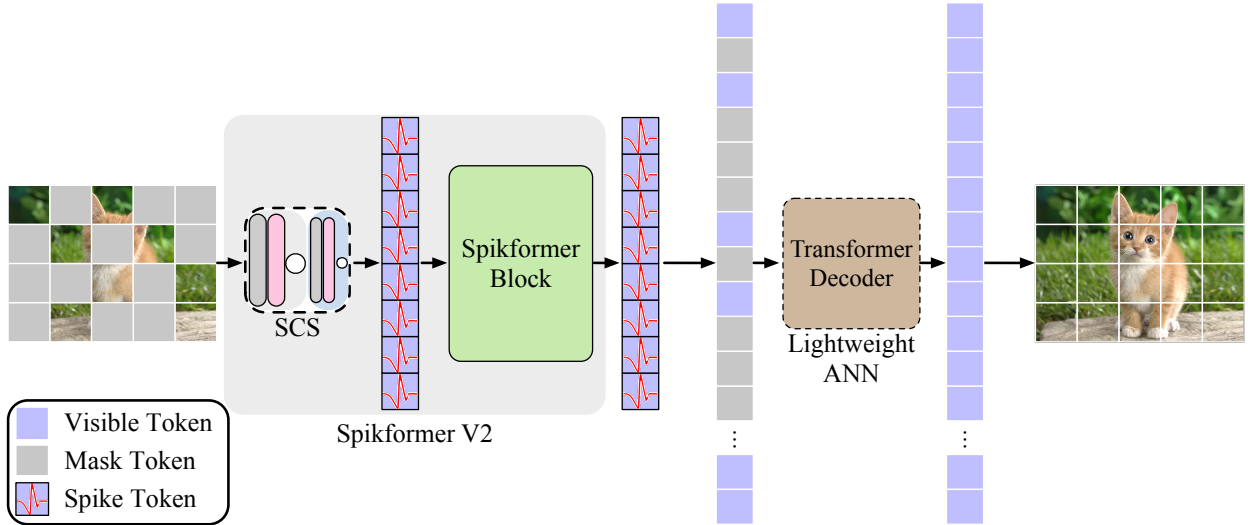 SCS
Spikformer
Block
Spikformer V2
Transformer
Decoder
Lightweight
ANN
Visible Token
Mask Token
Spike Token